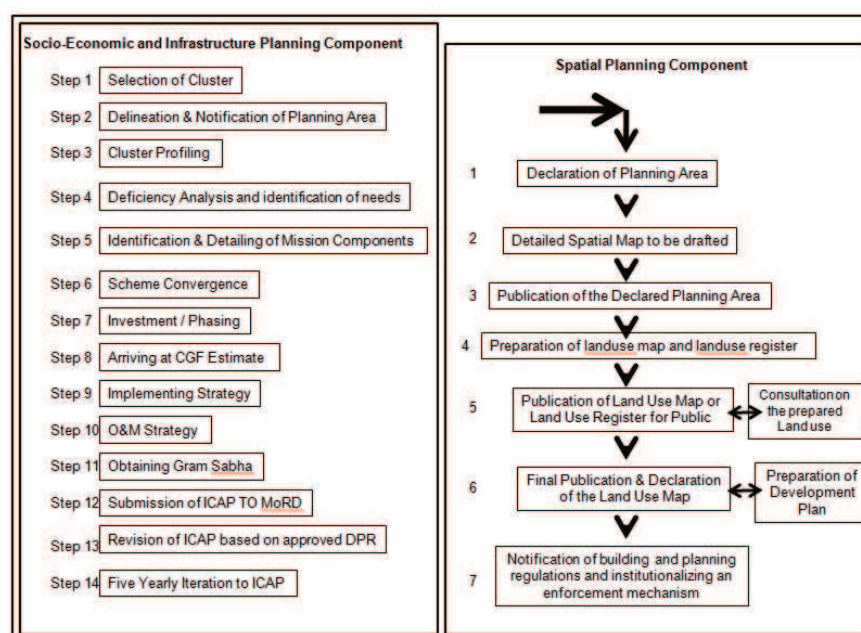 Socio-Economic and Infrastructure Planning Component
Step 1 Selection of Cluster
Step 2 Delineation & Notification of Planning Area
Step 3 Cluster Profiling
Step 4 Deficiency Analysis and identification of needs
Step 5 Identification & Detailing of Mission Components
Step 6 Scheme Convergence
Step 7 Investment / Phasing
Step 8 Arriving at CGF Estimate
Step 9 Implementing Strategy
Step 10 O&M Strategy
Step 11 Obtaining Gram Sabha
Step 12 Submission of ICAP TO MoRD
Step 13 Revision of ICAP based on approved DPR
Step 14 Five Yearly Iteration to ICAP
Spatial Planning Component
1 Declaration of Planning Area
2 Detailed Spatial Map to be drafted
3 Publication of the Declared Planning Area
4 Preparation of landuse map and landuse register
5 Publication of Land Use Map or
Land Use Register for Public
Consultation on
the prepared
Land use
6 Final Publication & Declaration
of the Land Use Map
Preparation of
Development
Plan
7 Notification of building and planning
regulations and institutionalizing an
enforcement mechanism